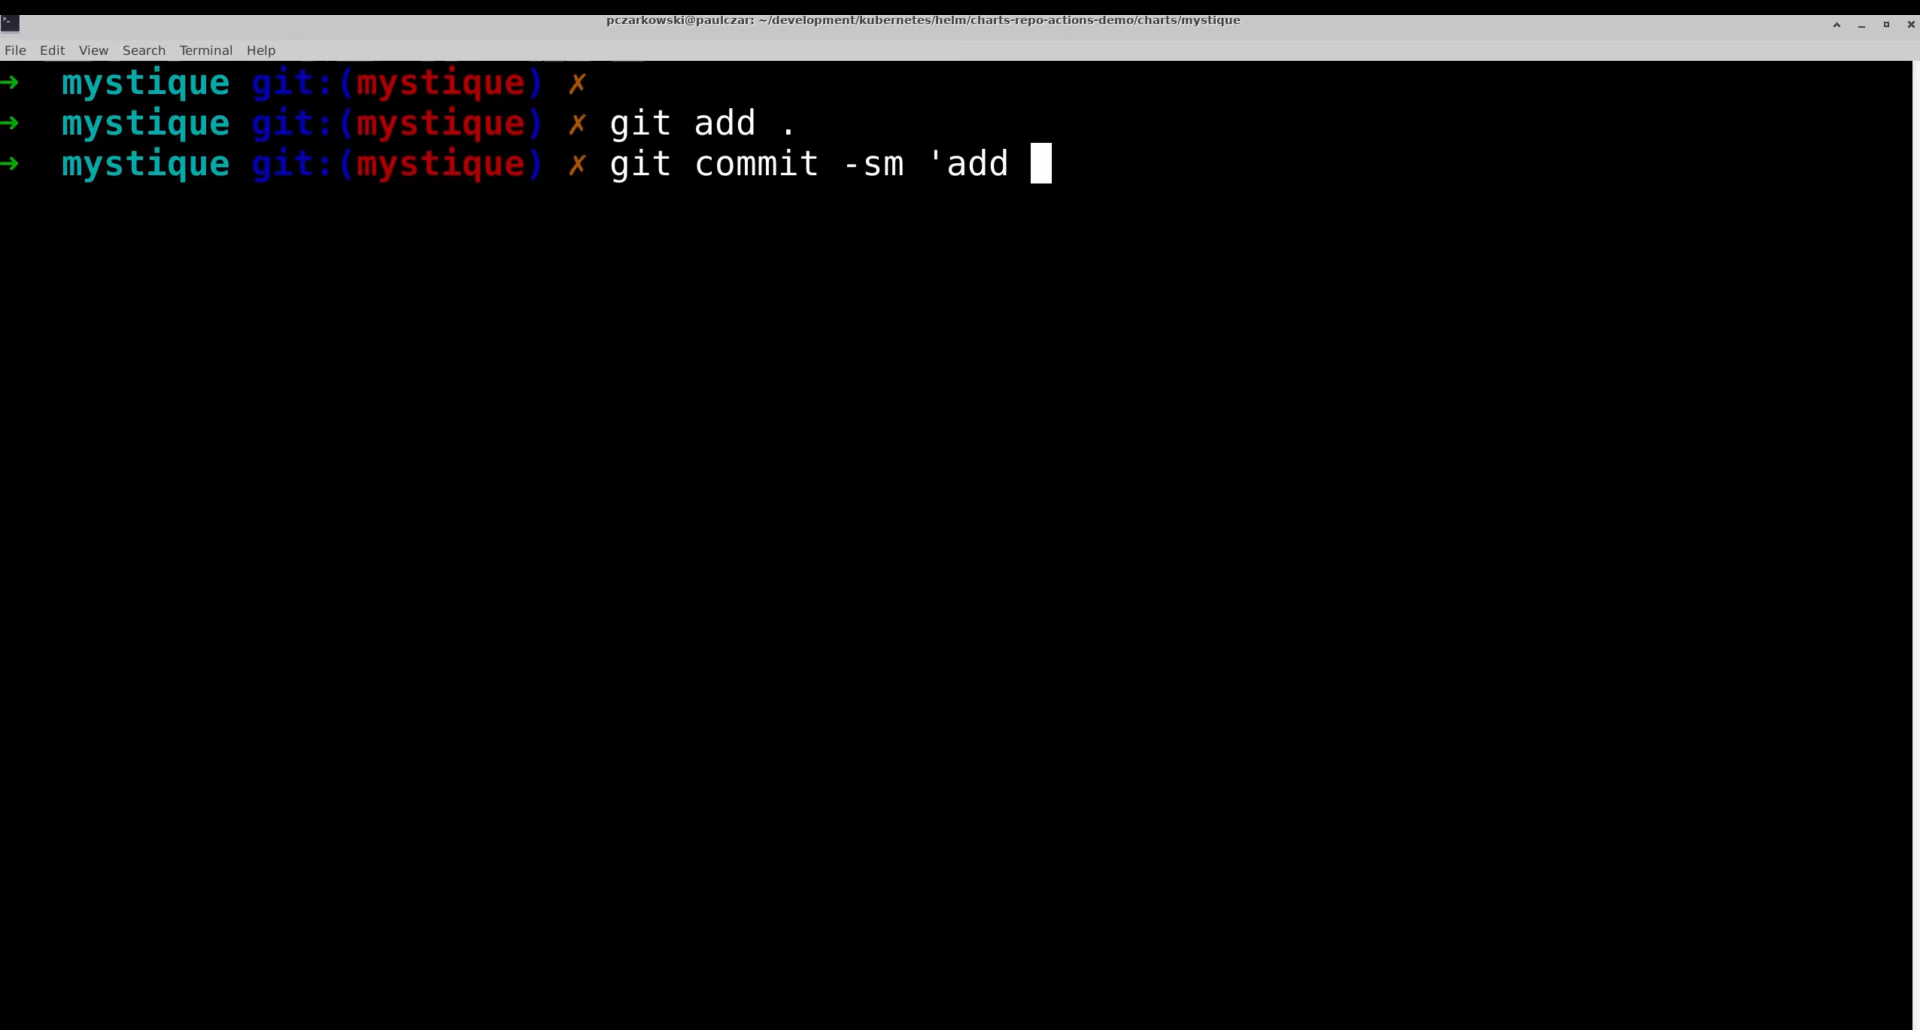 pczarkowski@paulczar: ~/development/kubernetes/helm/charts-repo-actions-demo/charts/mystique
File Edit View Search Terminal Help
➜ mystique git:(mystique) ✗
➜ mystique git:(mystique) ✗ git add .
➜ mystique git:(mystique) ✗ git commit -sm 'add